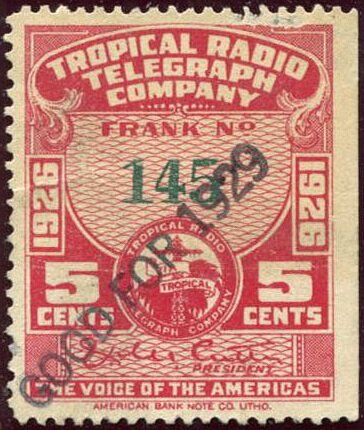 TROPICAL RADIO
TELEGRAPH
COMPANY
FRANK No
145
1926
1926
GOOD FOR 1929
TROPICAL RADIO
TROPICAL
TELEGRAPH COMPANY
5
CENTS
5
CENTS
PRESIDENT
THE VOICE OF THE AMERICAS
AMERICAN BANK NOTE CO. LITHO.